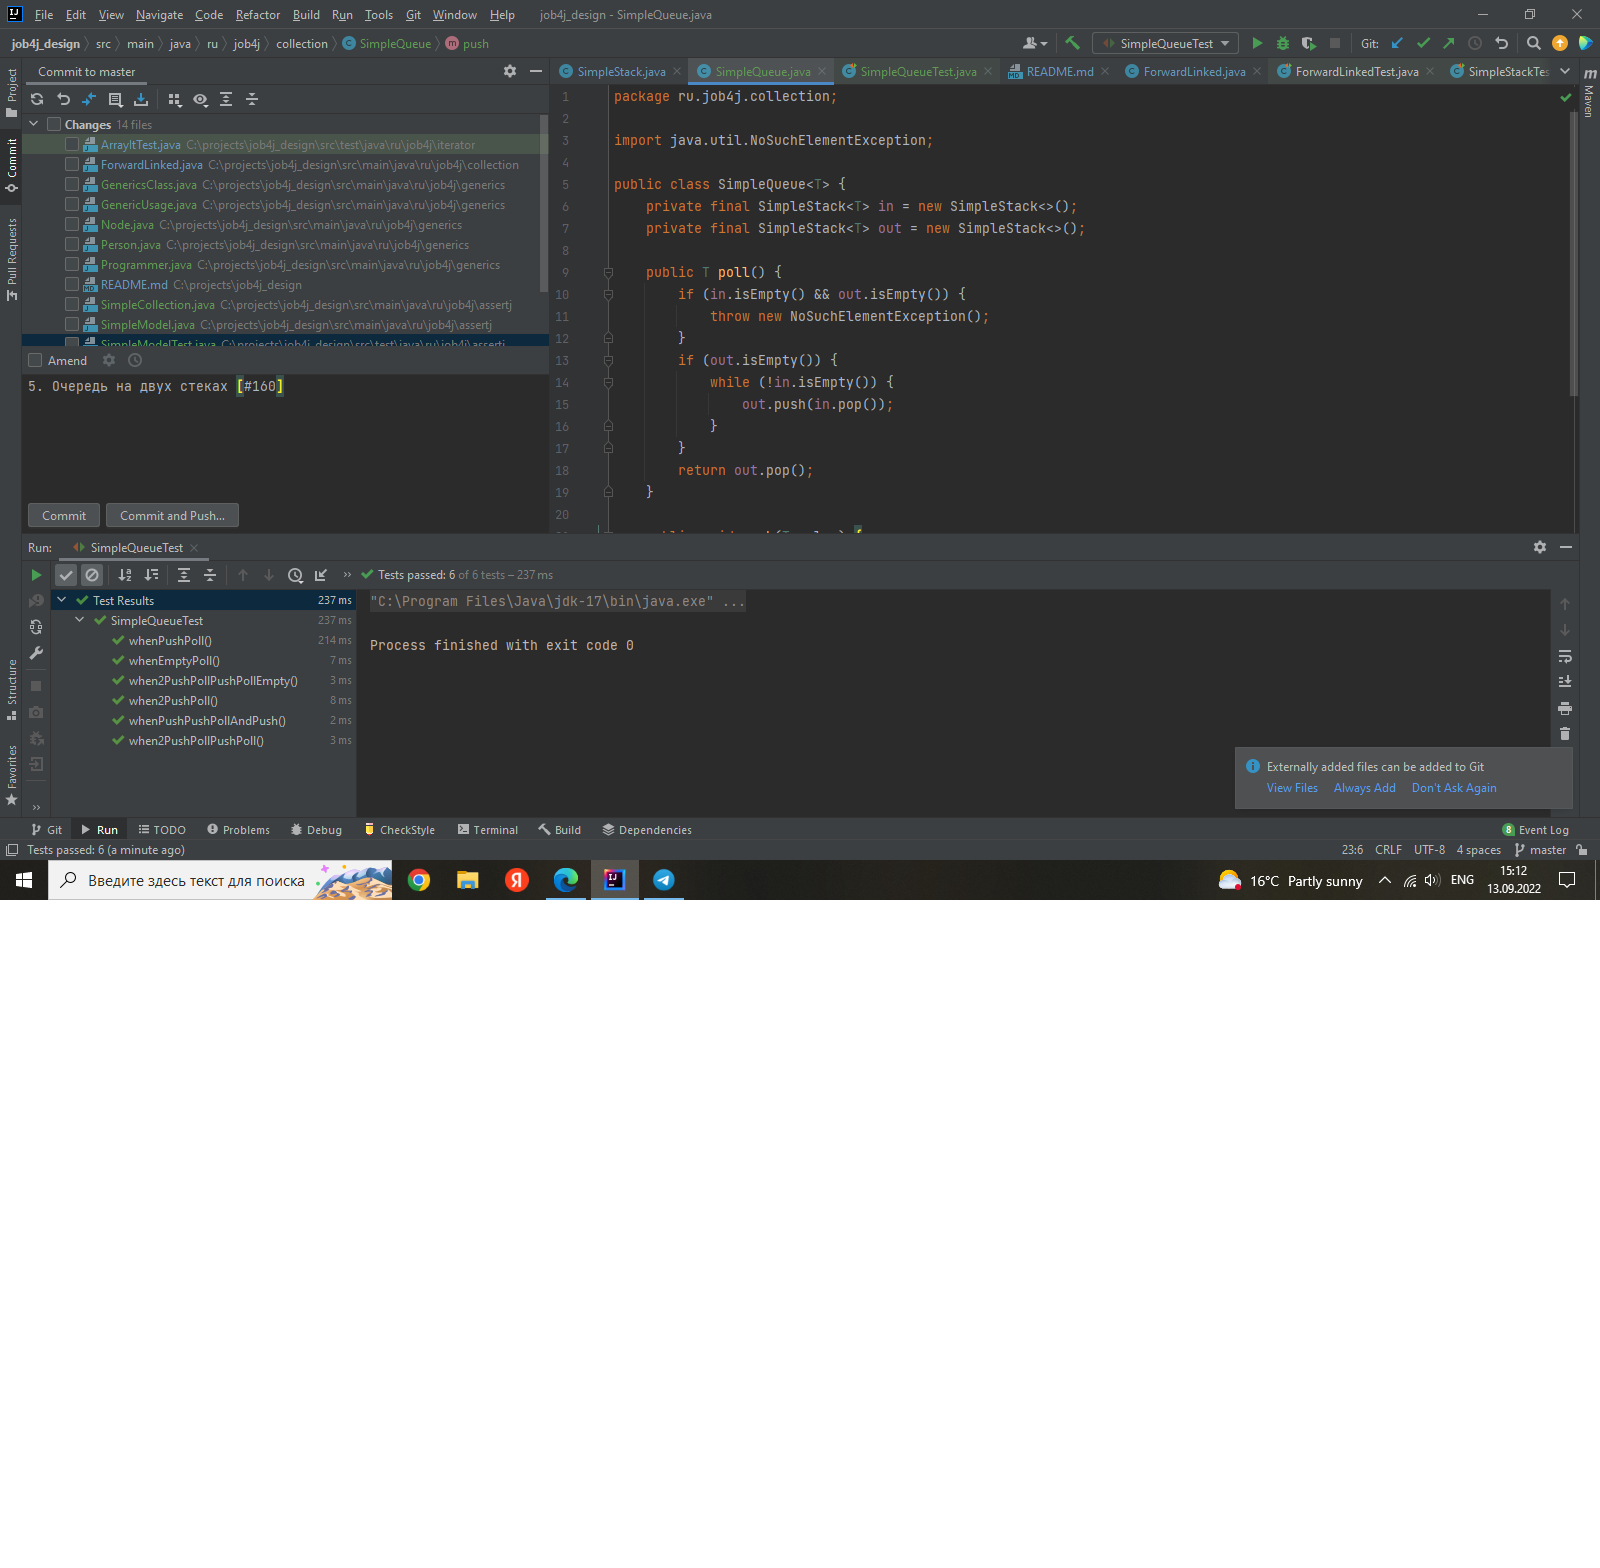 File Edit View Navigate Code Refactor Build Run Tools Git Window Help job4j_design - SimpleQueue.java
job4j_design src main java ru job4j collection SimpleQueue push SimpleQueueTest Git:
Commit to master
SimpleStack.java SimpleQueue.java SimpleQueueTest.java README.md ForwardLinked.java ForwardLinkedTest.java SimpleStackTes
Project
Commit
Pull Requests
Structure
Favorites
Maven
Changes 14 files
ArrayItTest.java C:\projects\job4j_design\src\test\java\ru\job4j\iterator
ForwardLinked.java C:\projects\job4j_design\src\main\java\ru\job4j\collection
GenericsClass.java C:\projects\job4j_design\src\main\java\ru\job4j\generics
GenericUsage.java C:\projects\job4j_design\src\main\java\ru\job4j\generics
Node.java C:\projects\job4j_design\src\main\java\ru\job4j\generics
Person.java C:\projects\job4j_design\src\main\java\ru\job4j\generics
Programmer.java C:\projects\job4j_design\src\main\java\ru\job4j\generics
README.md C:\projects\job4j_design
SimpleCollection.java C:\projects\job4j_design\src\main\java\ru\job4j\assertj
SimpleModel.java C:\projects\job4j_design\src\main\java\ru\job4j\assertj
SimpleModelTest.java C:\projects\job4j_design\src\test\java\ru\job4j\assertj
Amend
5. Очередь на двух стеках [#160]
Commit Commit and Push...
1 package ru.job4j.collection;
2
3 import java.util.NoSuchElementException;
4
5 public class SimpleQueue<T> {
6 private final SimpleStack<T> in = new SimpleStack<>();
7 private final SimpleStack<T> out = new SimpleStack<>();
8
9 public T poll() {
10 if (in.isEmpty() && out.isEmpty()) {
11 throw new NoSuchElementException();
12 }
13 if (out.isEmpty()) {
14 while (!in.isEmpty()) {
15 out.push(in.pop());
16 }
17 }
18 return out.pop();
19 }
20
Run: SimpleQueueTest
Tests passed: 6 of 6 tests – 237 ms
Test Results 237 ms
SimpleQueueTest 237 ms
whenPushPoll() 214 ms
whenEmptyPoll() 7 ms
when2PushPollPushPollEmpty() 3 ms
when2PushPoll() 8 ms
whenPushPushPollAndPush() 2 ms
when2PushPollPushPoll() 3 ms
"C:\Program Files\Java\jdk-17\bin\java.exe" ...
Process finished with exit code 0
Externally added files can be added to Git
View Files Always Add Don't Ask Again
Git Run TODO Problems Debug CheckStyle Terminal Build Dependencies 8 Event Log
Tests passed: 6 (a minute ago) 23:6 CRLF UTF-8 4 spaces master
Введите здесь текст для поиска 16°C Partly sunny ENG 15:12
13.09.2022